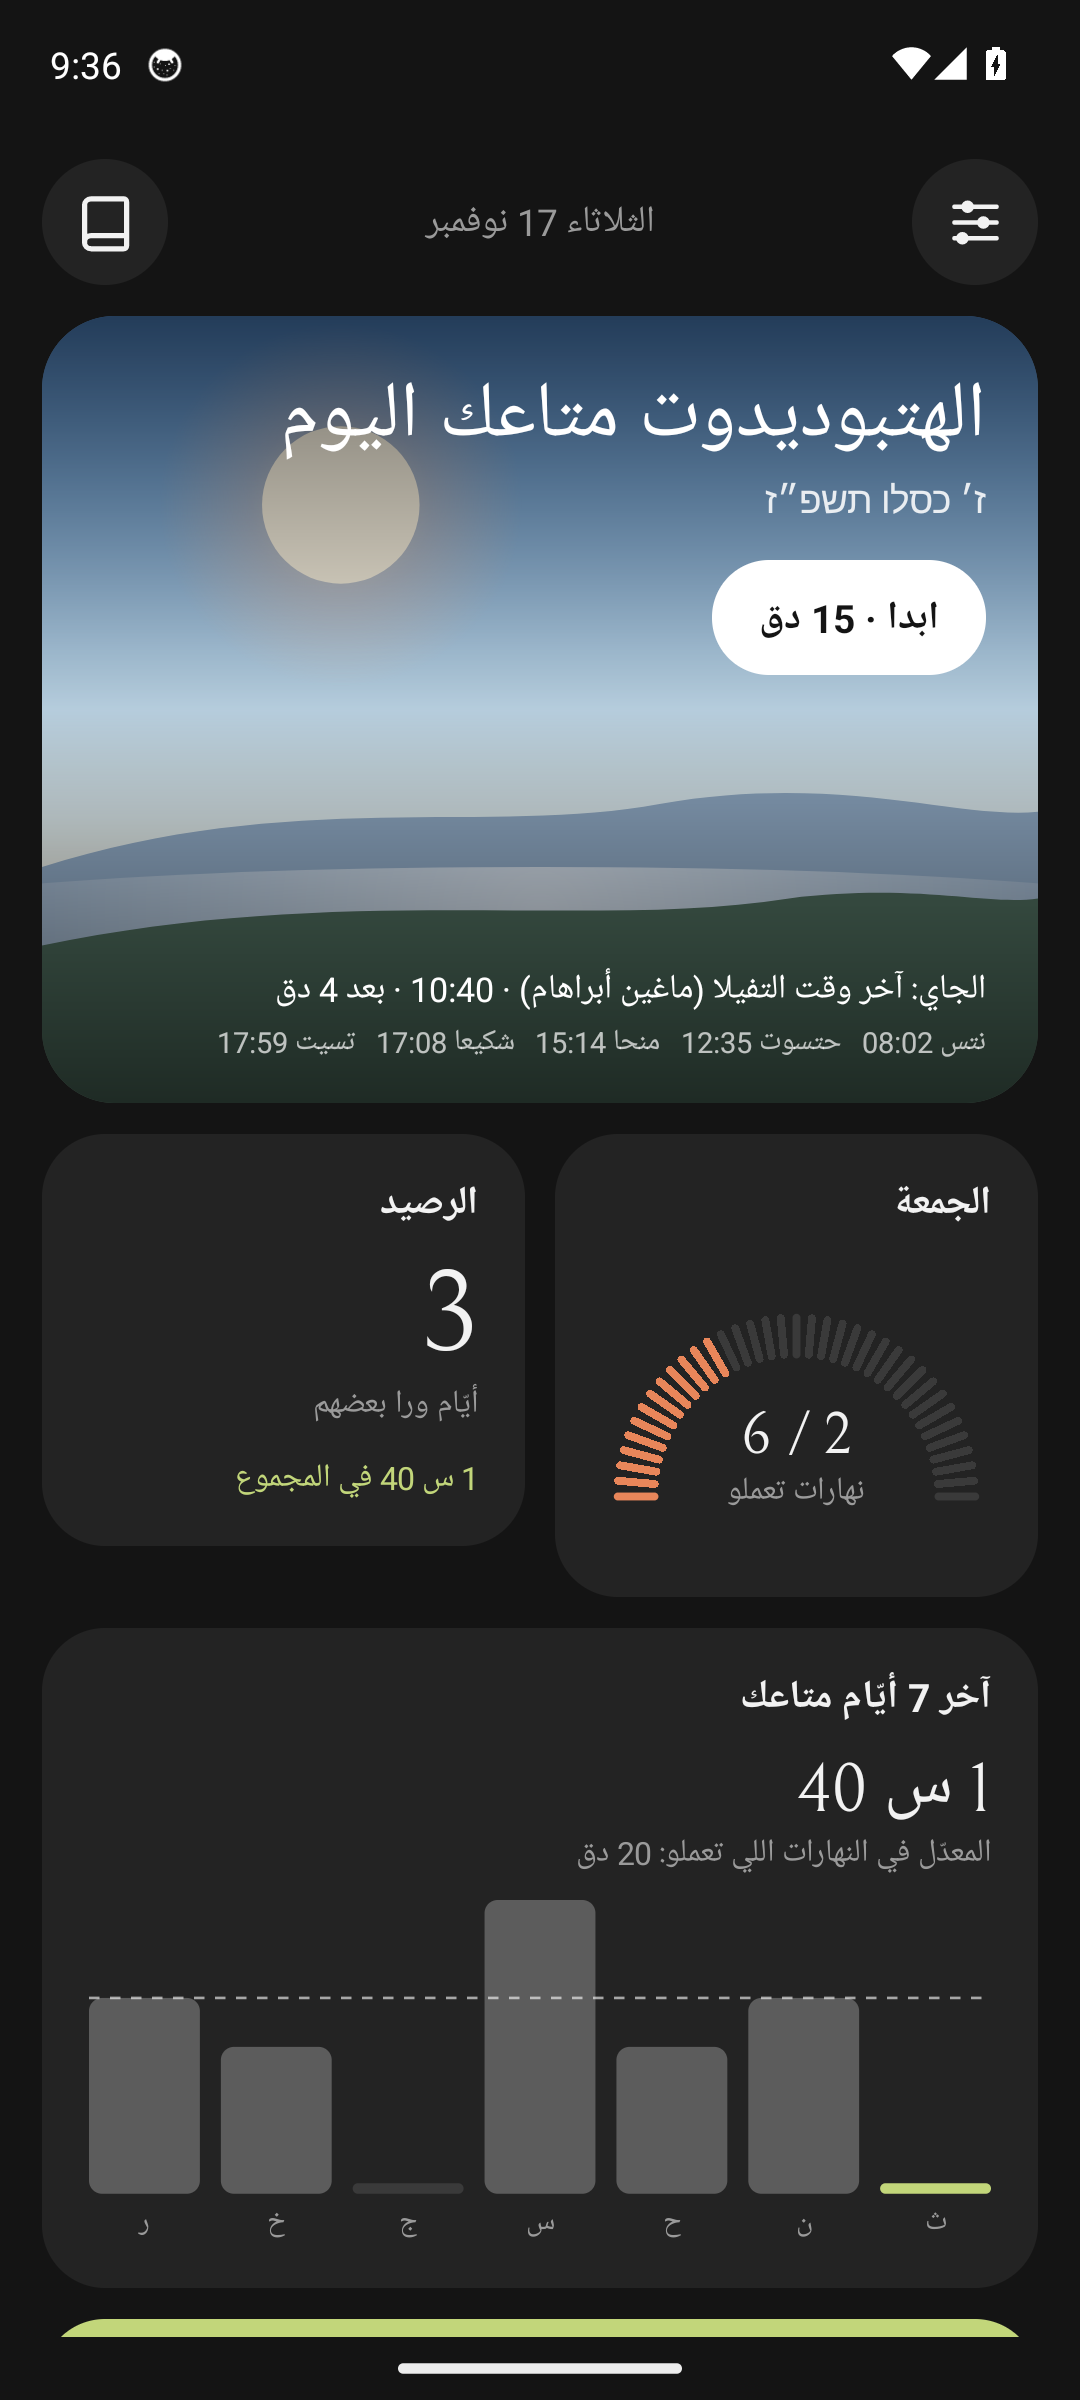 9:36
الثلاثاء 17 نوفمبر
الهتبوديدوت متاعك اليوم
ז׳ כסלו תשפ״ז
ابدا · 15 دق
الجاي: آخر وقت التفيلا (ماغين أبراهام) · 10:40 · بعد 4 دق
نتس 08:02 حتسوت 12:35 منحا 15:14 شكيعا 17:08 تسيت 17:59
الجمعة
2 / 6
نهارات تعملو
الرصيد
3
أيّام ورا بعضهم
1 س 40 في المجموع
آخر 7 أيّام متاعك
1 س 40
المعدّل في النهارات اللي تعملو: 20 دق
ث ن ح س ج خ ر